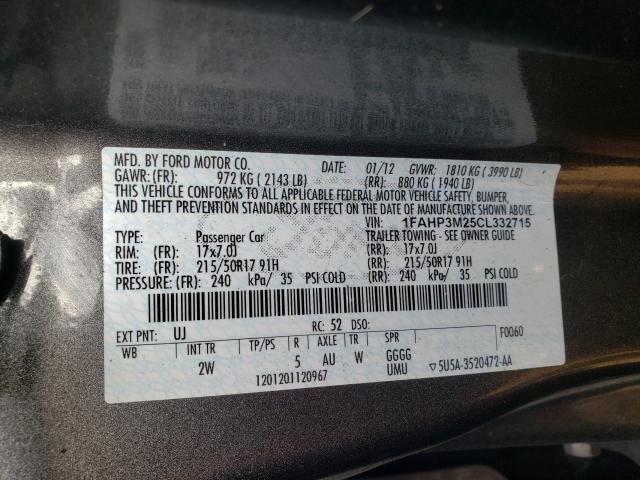 MFD. BY FORD MOTOR CO.
DATE: 01/12 GVWR: 1810 KG ( 3990 LB)
GAWR: (FR): 972 KG ( 2143 LB) (RR): 880 KG ( 1940 LB)
THIS VEHICLE CONFORMS TO ALL APPLICABLE FEDERAL MOTOR VEHICLE SAFETY, BUMPER,
AND THEFT PREVENTION STANDARDS IN EFFECT ON THE DATE OF MANUFACTURE SHOWN ABOVE.
VIN: 1FAHP3M25CL332715
TYPE: Passenger Car TRAILER TOWING - SEE OWNER GUIDE
RIM: (FR): 17x7.0J (RR): 17x7.0J
TIRE: (FR): 215/50R17 91H (RR): 215/50R17 91H
PRESSURE: (FR): 240 kPa/ 35 PSI COLD (RR): 240 kPa/ 35 PSI COLD
EXT PNT: UJ RC: 52 DSO: F0060
WB INT TR TP/PS R AXLE TR SPR
2W 5 AU W GGGG
UMU
120120J1120967 5U5A-3520472-AA